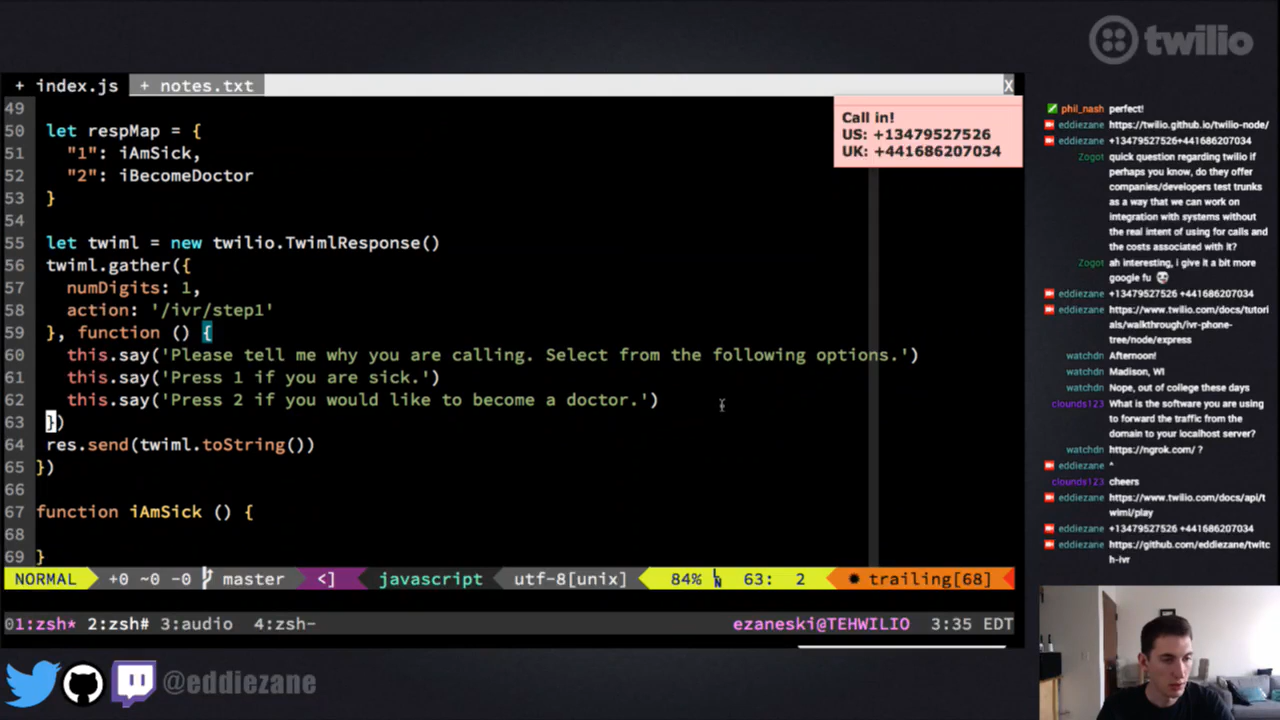 twilio
+ index.js + notes.txt X
49
50 let respMap = {
51 "1": iAmSick,
52 "2": iBecomeDoctor
53 }
54
55 let twiml = new twilio.TwimlResponse()
56 twiml.gather({
57 numDigits: 1,
58 action: '/ivr/step1'
59 }, function () {
60 this.say('Please tell me why you are calling. Select from the following options.')
61 this.say('Press 1 if you are sick.')
62 this.say('Press 2 if you would like to become a doctor.')
63 })
64 res.send(twiml.toString())
65 })
66
67 function iAmSick () {
68
69 }
NORMAL +0 ~0 -0 master <] javascript utf-8[unix] 84% LN 63: 2 trailing[68]
01:zsh* 2:zsh# 3:audio 4:zsh- ezaneski@TEHWILIO 3:35 EDT
Call in!
US: +13479527526
UK: +441686207034
phil_nash perfect!
eddiezane https://twilio.github.io/twilio-node/
eddiezane +13479527526+441686207034
Zogot quick question regarding twilio if
perhaps you know, do they offer
companies/developers test trunks
as a way that we can work on
integration with systems without
the real intent of using for calls and
the costs associated with it?
Zogot ah interesting, i give it a bit more
google fu
eddiezane +13479527526 +441686207034
eddiezane https://www.twilio.com/docs/tutori
als/walkthrough/ivr-phone-
tree/node/express
watchdn Afternoon!
watchdn Madison, WI
watchdn Nope, out of college these days
clounds123 What is the software you are using
to forward the traffic from the
domain to your localhost server?
watchdn https://ngrok.com/ ?
eddiezane ^
clounds123 cheers
eddiezane https://www.twilio.com/docs/api/t
wiml/play
eddiezane +13479527526 +441686207034
eddiezane https://github.com/eddiezane/twitc
h-ivr
@eddiezane